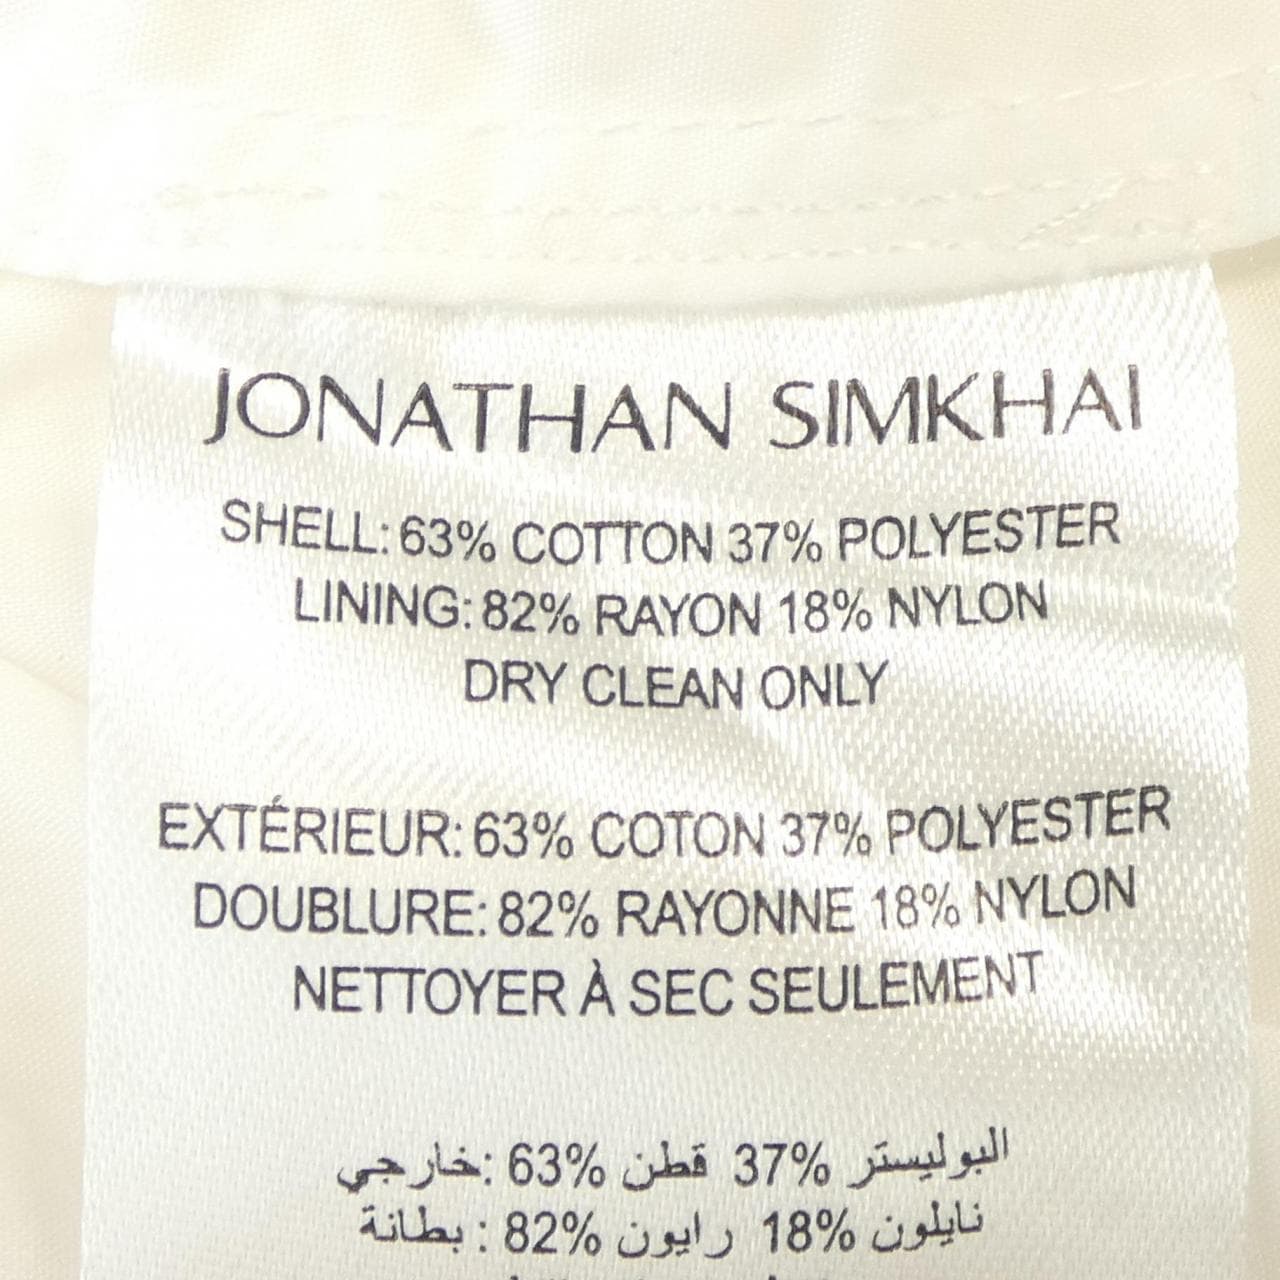 JONATHAN SIMKHAI
SHELL: 63% COTTON 37% POLYESTER
LINING: 82% RAYON 18% NYLON
DRY CLEAN ONLY
EXTÉRIEUR: 63% COTON 37% POLYESTER
DOUBLURE: 82% RAYONNE 18% NYLON
NETTOYER À SEC SEULEMENT
خارجي: 63% قطن 37% البوليستر
بطانة : 82% رايون 18% نايلون